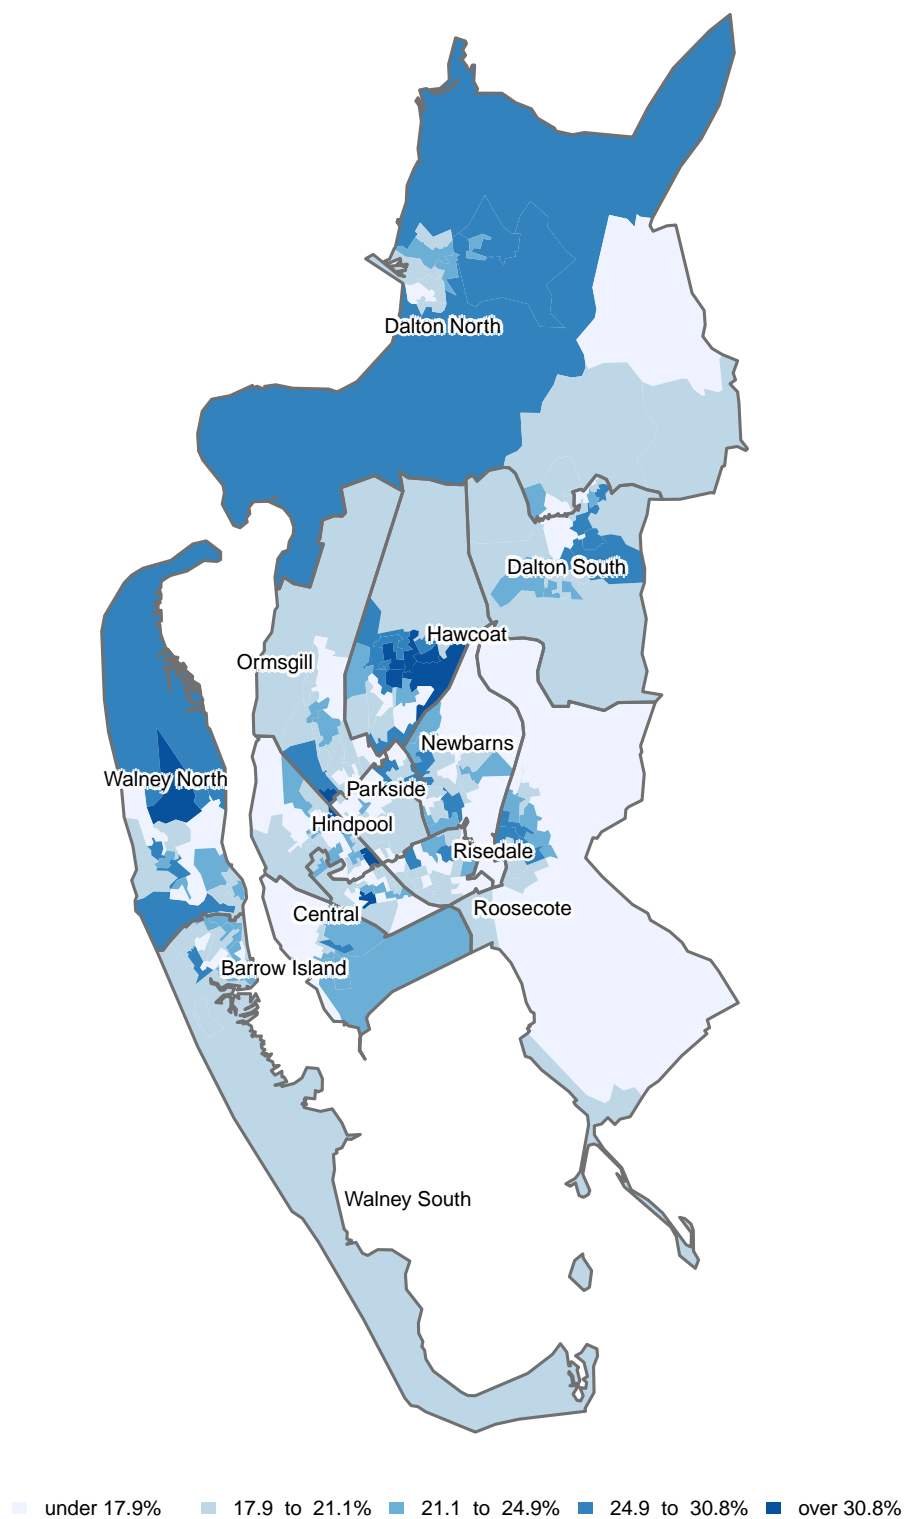 Dalton North
Dalton South
Hawcoat
Ormsgill
Newbarns
Walney North
Parkside
Hindpool
Risedale
Roosecote
Central
Barrow Island
Walney South
under 17.9% 17.9 to 21.1% 21.1 to 24.9% 24.9 to 30.8% over 30.8%